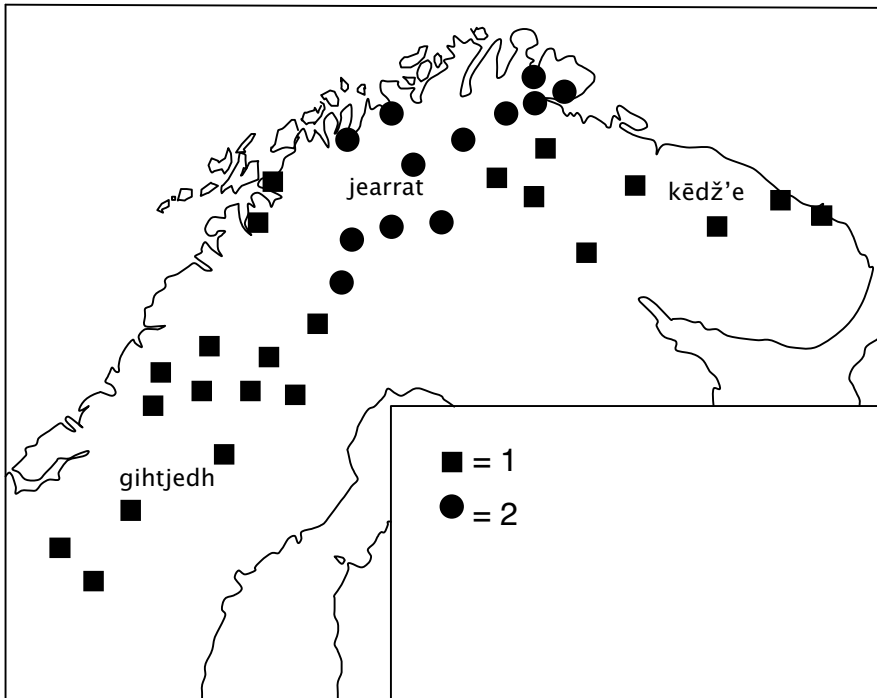 jearrat
kēdž’e
gihtjedh
= 1
= 2